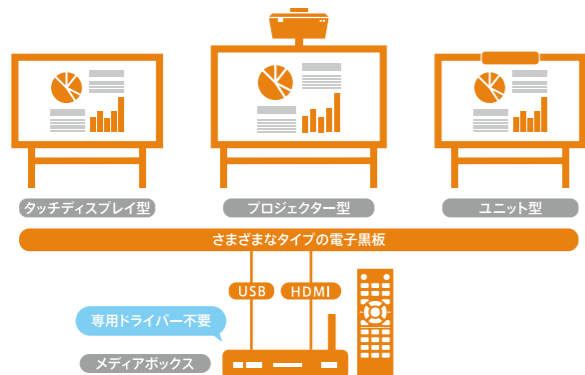 タッチディスプレイ型
プロジェクター型
ユニット型
さまざまなタイプの電子黒板
USB
HDMI
専用ドライバー不要
メディアボックス